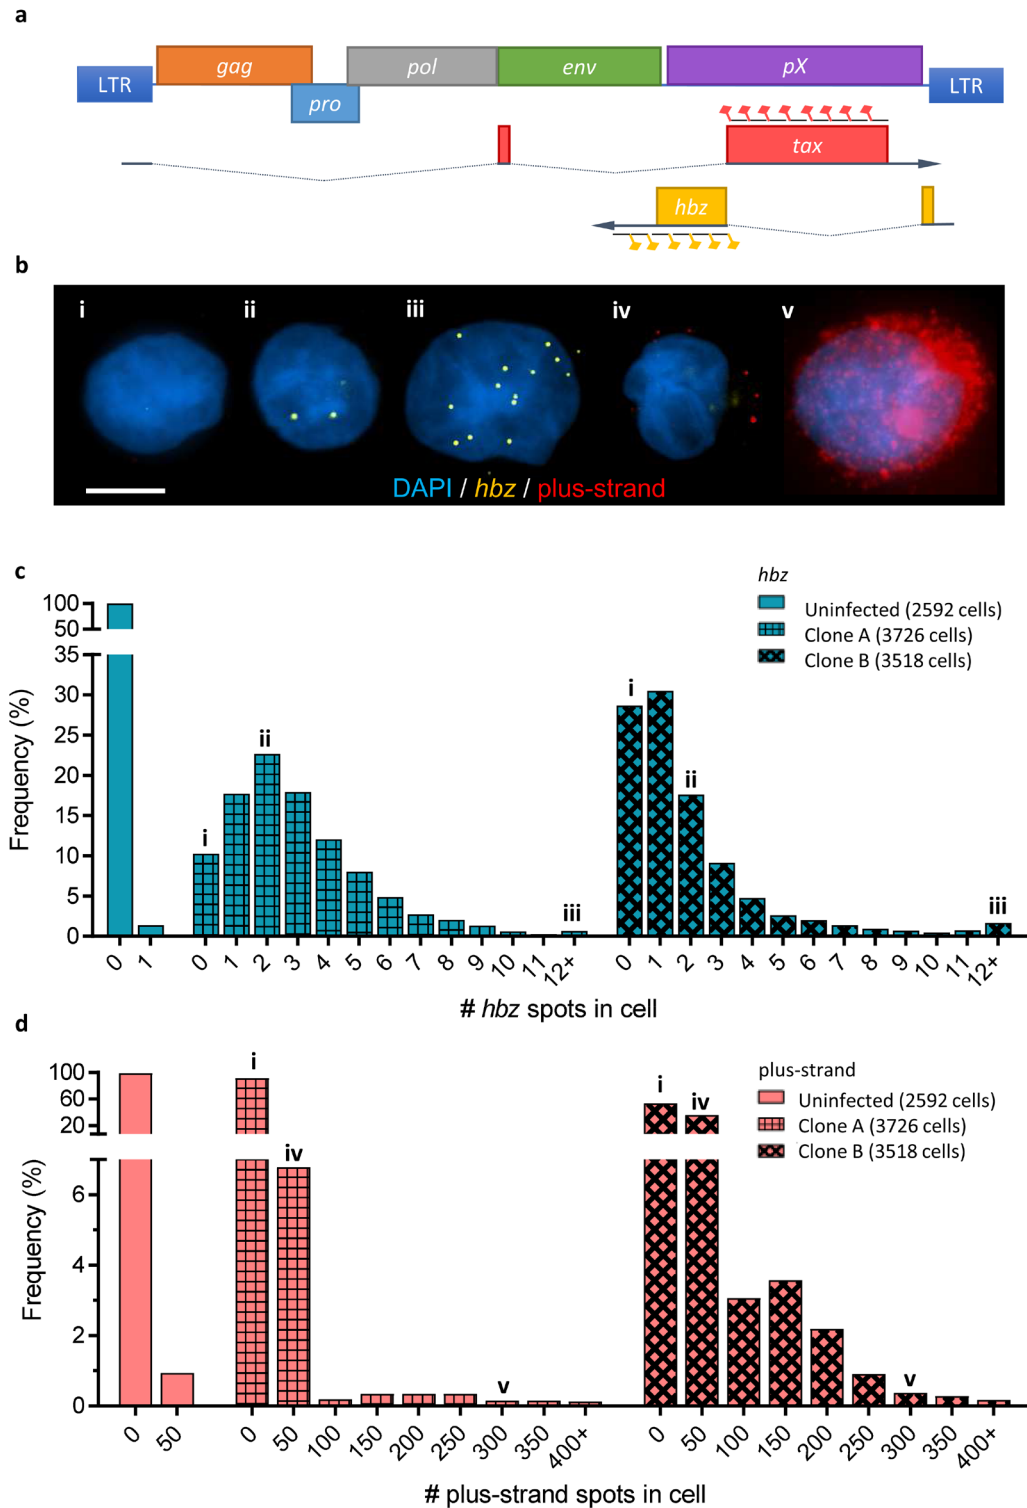 a
gag pol env pX
LTR LTR
pro
tax
hbz
b
i ii iii iv v
DAPI / hbz / plus-strand
c
hbz
Uninfected (2592 cells)
Clone A (3726 cells)
Clone B (3518 cells)
Frequency (%)
100
50
35
30
25
20
15
10
5
0
i ii iii i ii iii
0 1 0 1 2 3 4 5 6 7 8 9 10 11 12+ 0 1 2 3 4 5 6 7 8 9 10 11 12+
# hbz spots in cell
d
plus-strand
Uninfected (2592 cells)
Clone A (3726 cells)
Clone B (3518 cells)
Frequency (%)
100
60
20
6
4
2
0
i iv v i iv v
0 50 0 50 100 150 200 250 300 350 400+ 0 50 100 150 200 250 300 350 400+
# plus-strand spots in cell